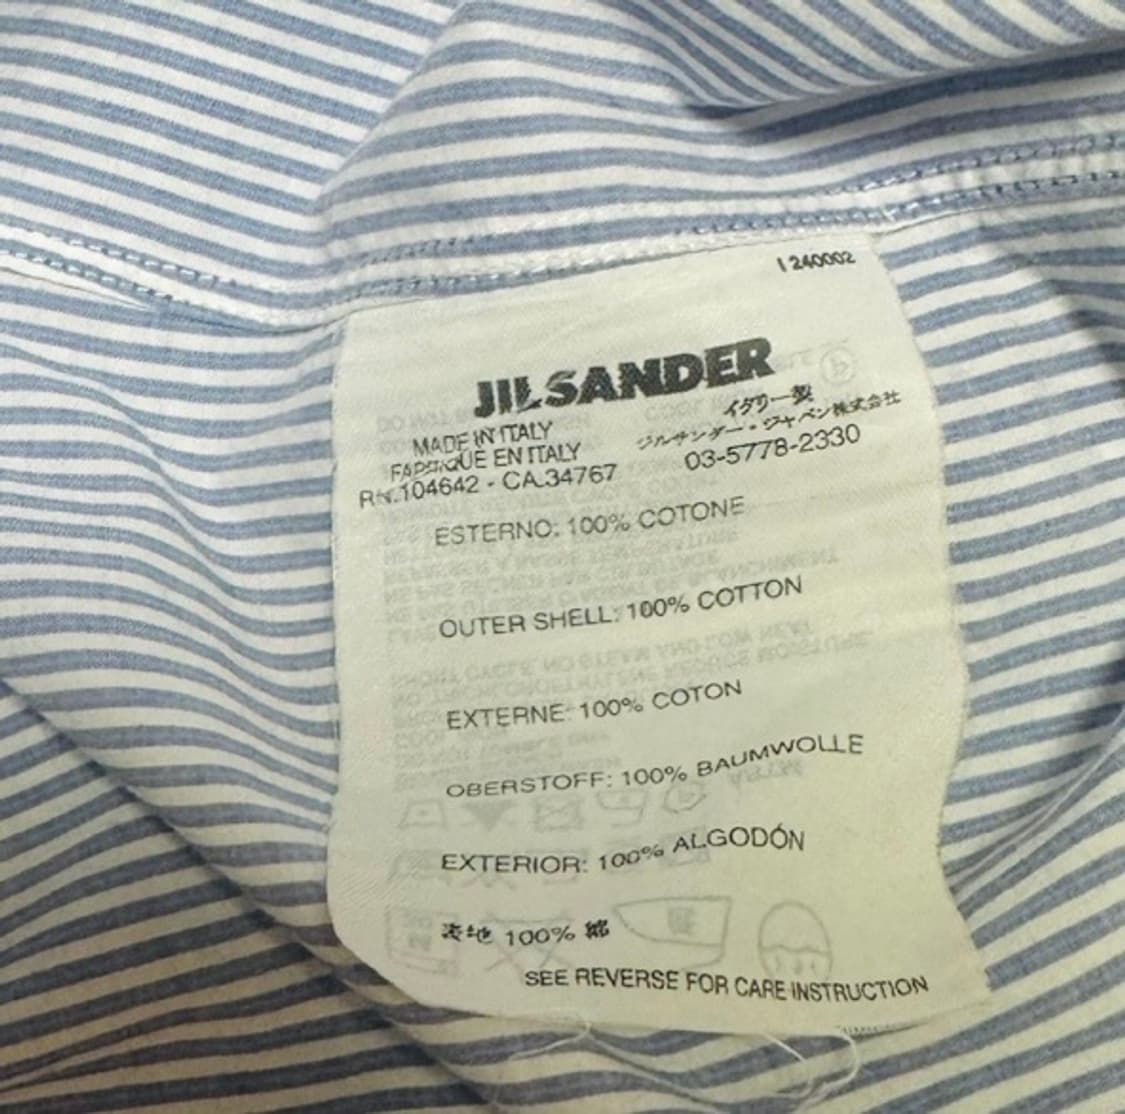 I 240002
JIL SANDER
MADE IN ITALY
FABRIQUE EN ITALY
RN.104642 - CA.34767
イタリー製
ジルサンダー・ジャパン株式会社
03-5778-2330
ESTERNO: 100% COTONE
OUTER SHELL: 100% COTTON
EXTERNE: 100% COTON
OBERSTOFF: 100% BAUMWOLLE
EXTERIOR: 100% ALGODÓN
表地 100% 綿
SEE REVERSE FOR CARE INSTRUCTION